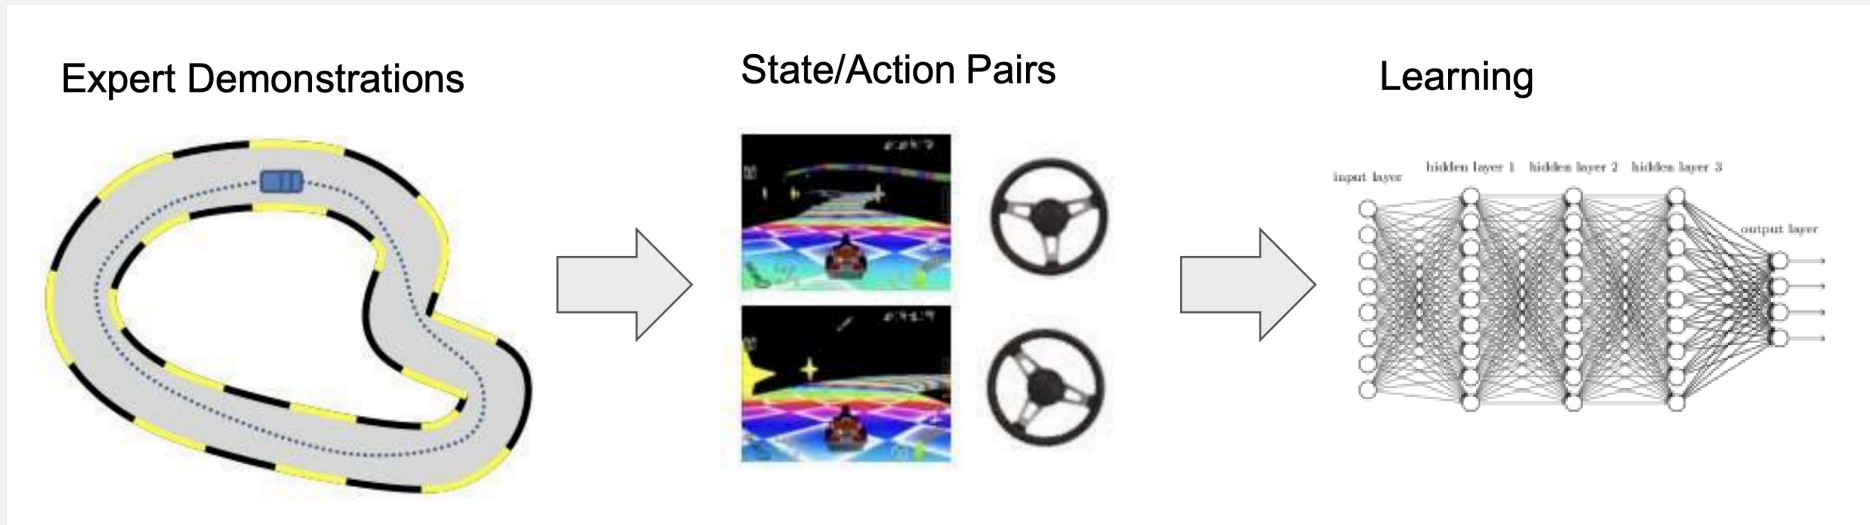 Expert Demonstrations
State/Action Pairs
Learning
input layer
hidden layer 1
hidden layer 2
hidden layer 3
output layer